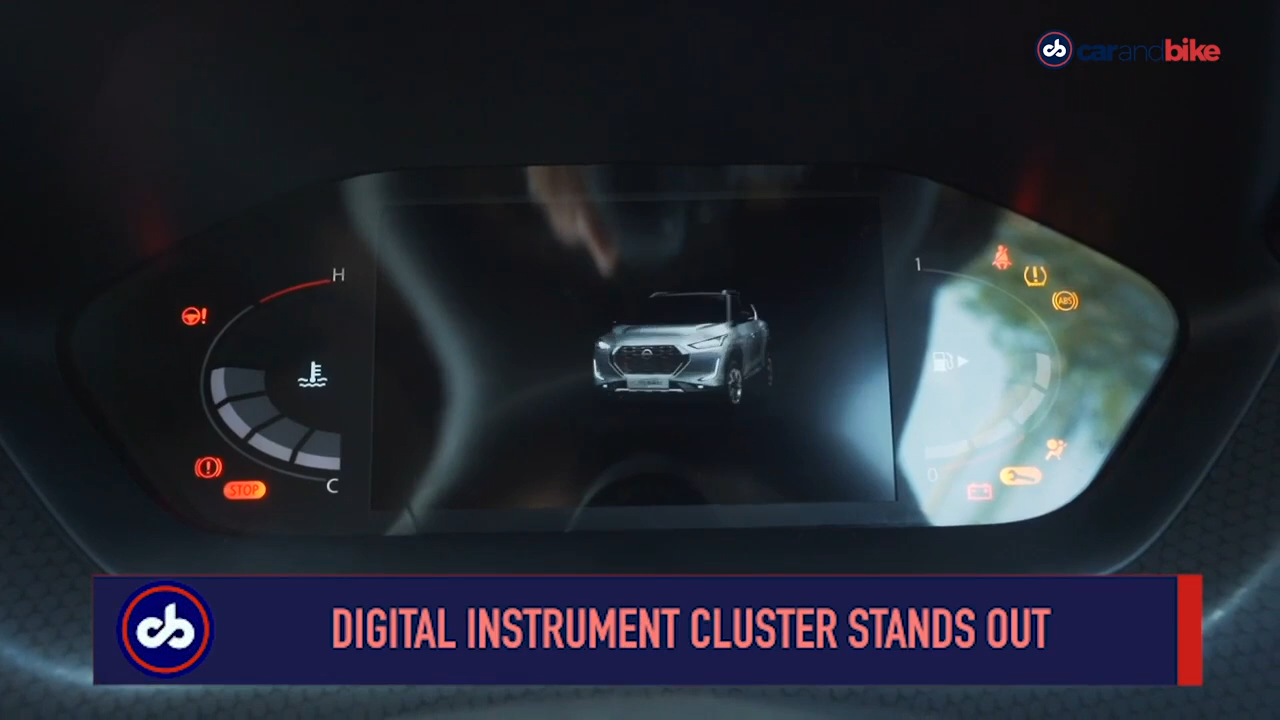 carandbike
H
1
ABS
STOP
C
0
DIGITAL INSTRUMENT CLUSTER STANDS OUT